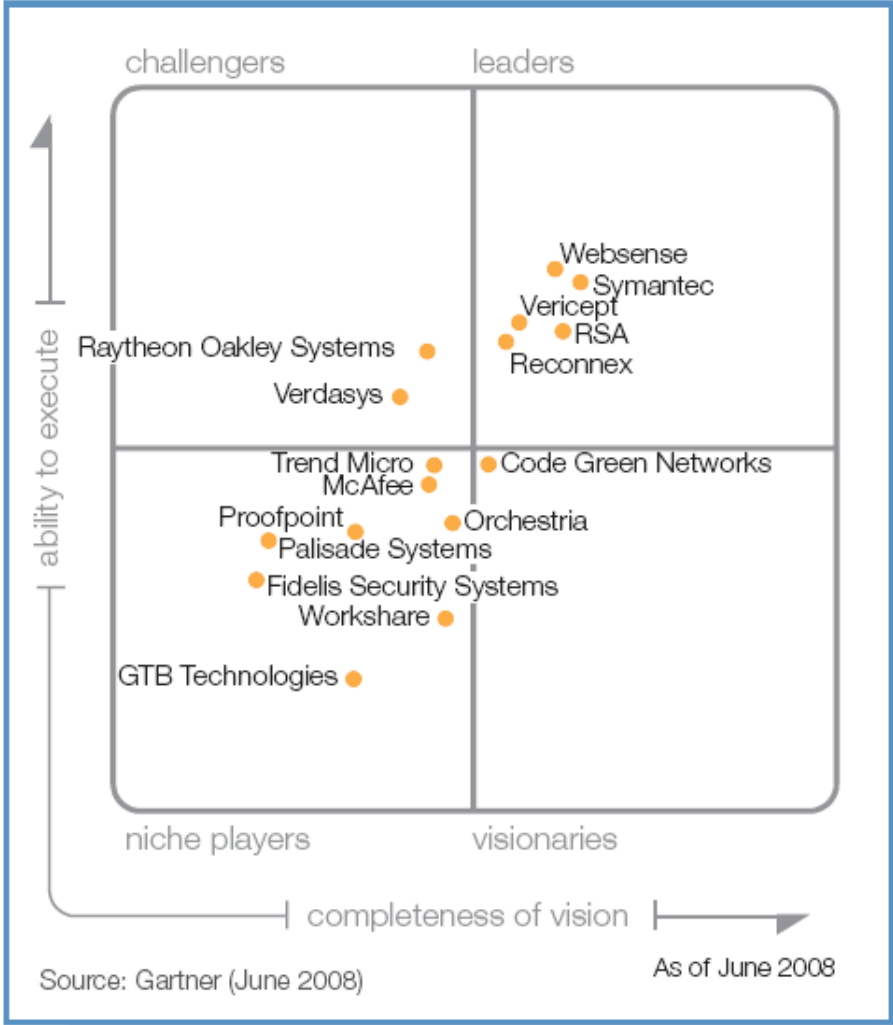 challengers
leaders
Websense
Symantec
Vericept
RSA
Reconnex
Raytheon Oakley Systems
Verdasys
ability to execute
Trend Micro
Code Green Networks
McAfee
Proofpoint
Orchestria
Palisade Systems
Fidelis Security Systems
Workshare
GTB Technologies
niche players
visionaries
completeness of vision
As of June 2008
Source: Gartner (June 2008)